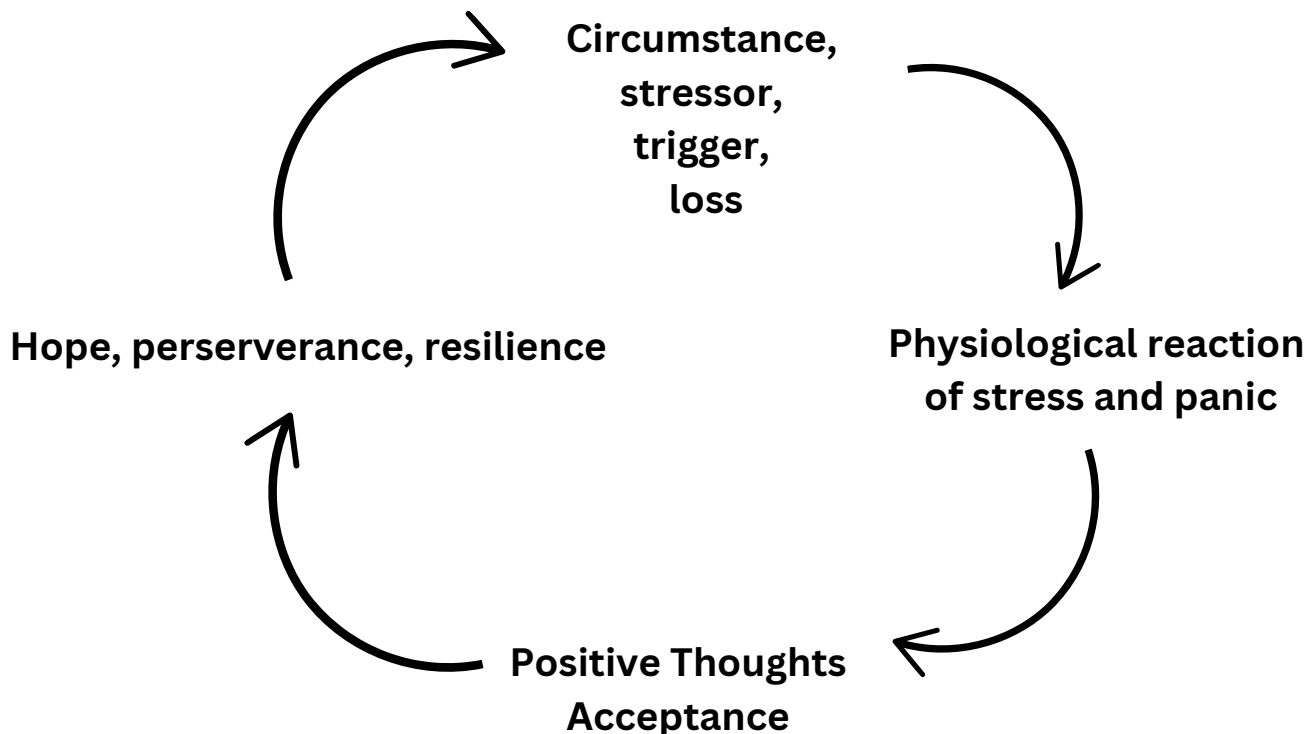 Circumstance,
stressor,
trigger,
loss
Physiological reaction
of stress and panic
Positive Thoughts
Acceptance
Hope, perserverance, resilience